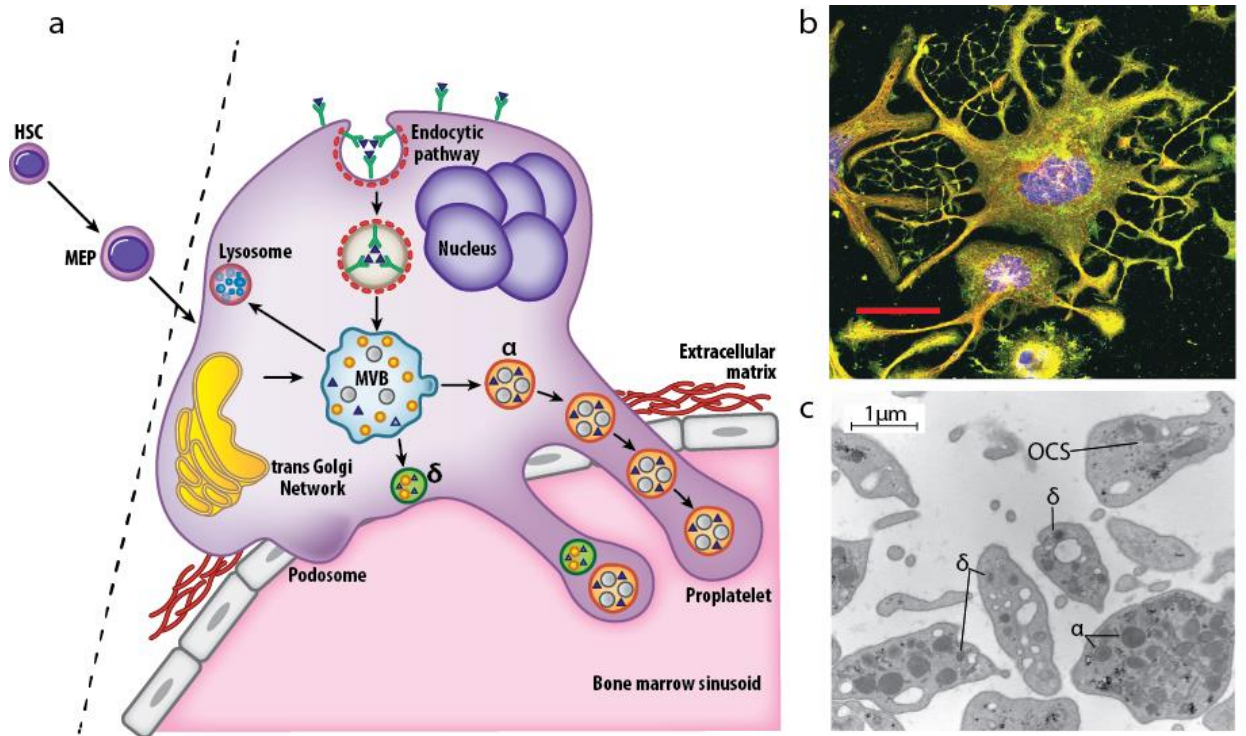 a
HSC
MEP
Lysosome
Endocytic
pathway
Nucleus
MVB
α
Extracellular
matrix
trans Golgi
Network
δ
Podosome
Proplatelet
Bone marrow sinusoid
b
c
1μm
OCS
δ
δ
α